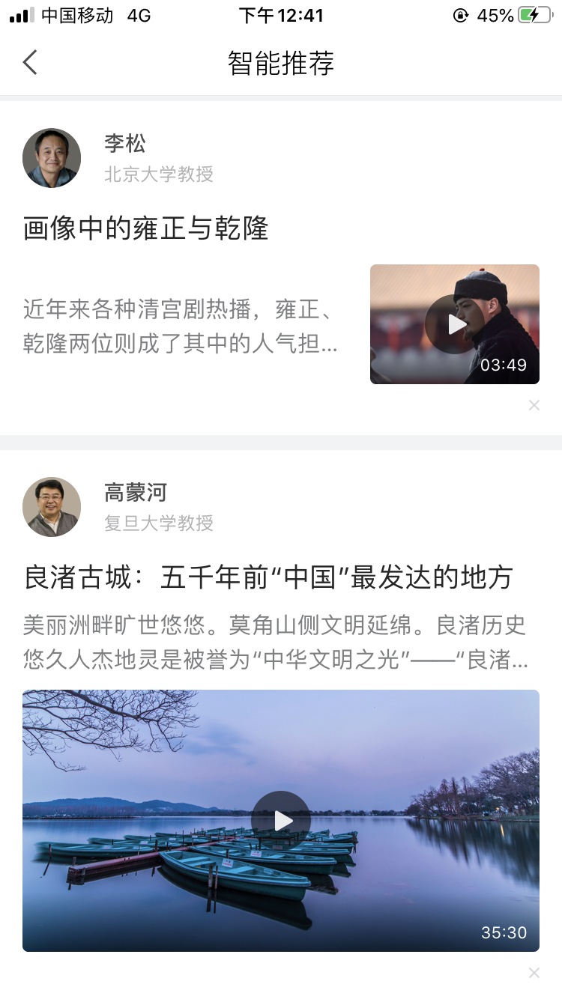 中国移动 4G 下午12:41 45%
智能推荐
李松
北京大学教授
画像中的雍正与乾隆
近年来各种清宫剧热播，雍正、
乾隆两位则成了其中的人气担...
03:49
高蒙河
复旦大学教授
良渚古城：五千年前“中国”最发达的地方
美丽洲畔旷世悠悠。莫角山侧文明延绵。良渚历史
悠久人杰地灵是被誉为“中华文明之光”——“良渚...
35:30